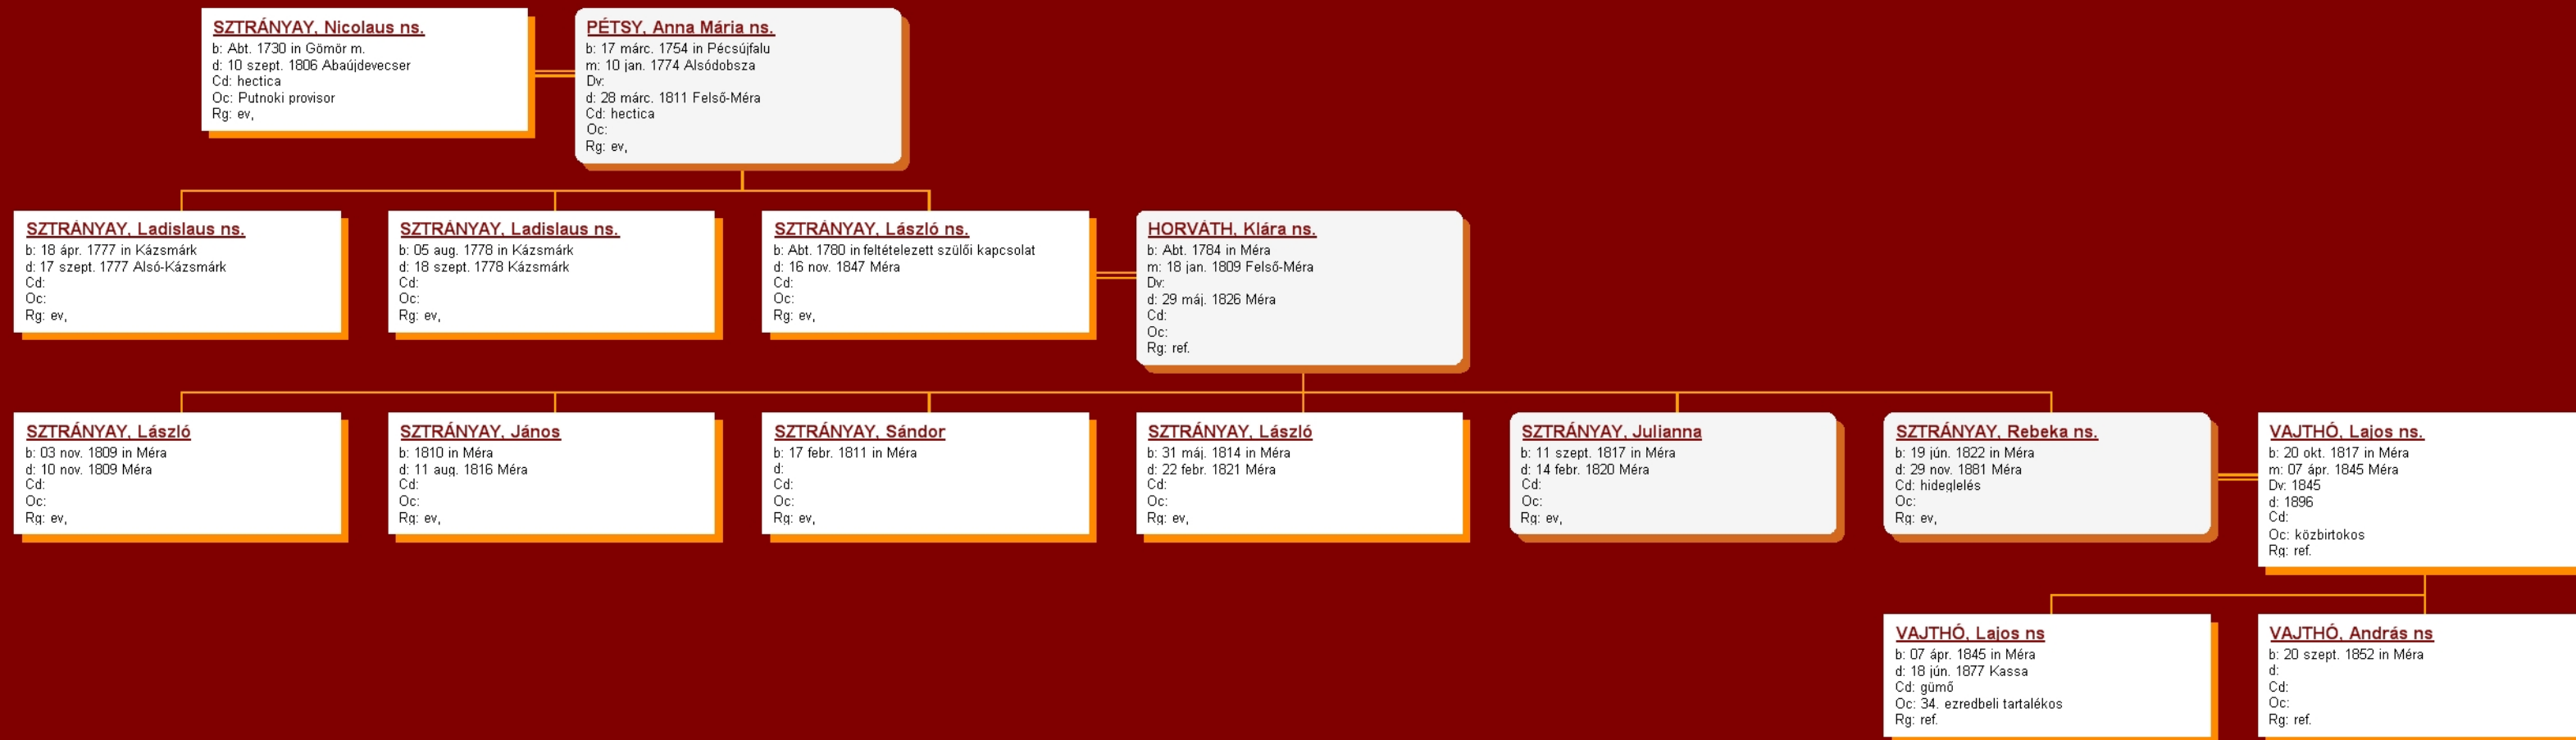 SZTRÁNYAY, Nicolaus ns.
b: Abt. 1730 in Gömör m.
d: 10 szept. 1806 Abaújdevecser
Cd: hectica
Oc: Putnoki provisor
Rg: ev,
PÉTSY, Anna Mária ns.
b: 17 márc. 1754 in Pécsújfalu
m: 10 jan. 1774 Alsódobsza
Dv:
d: 28 márc. 1811 Felső-Méra
Cd: hectica
Oc:
Rg: ev,
SZTRÁNYAY, Ladislaus ns.
b: 18 ápr. 1777 in Kázsmárk
d: 17 szept. 1777 Alsó-Kázsmárk
Cd:
Oc:
Rg: ev,
SZTRÁNYAY, Ladislaus ns.
b: 05 aug. 1778 in Kázsmárk
d: 18 szept. 1778 Kázsmárk
Cd:
Oc:
Rg: ev,
SZTRÁNYAY, László ns.
b: Abt. 1780 in feltételezett szülői kapcsolat
d: 16 nov. 1847 Méra
Cd:
Oc:
Rg: ev,
HORVÁTH, Klára ns.
b: Abt. 1784 in Méra
m: 18 jan. 1809 Felső-Méra
Dv:
d: 29 máj. 1826 Méra
Cd:
Oc:
Rg: ref.
SZTRÁNYAY, László
b: 03 nov. 1809 in Méra
d: 10 nov. 1809 Méra
Cd:
Oc:
Rg: ev,
SZTRÁNYAY, János
b: 1810 in Méra
d: 11 aug. 1816 Méra
Cd:
Oc:
Rg: ev,
SZTRÁNYAY, Sándor
b: 17 febr. 1811 in Méra
d:
Cd:
Oc:
Rg: ev,
SZTRÁNYAY, László
b: 31 máj. 1814 in Méra
d: 22 febr. 1821 Méra
Cd:
Oc:
Rg: ev,
SZTRÁNYAY, Julianna
b: 11 szept. 1817 in Méra
d: 14 febr. 1820 Méra
Cd:
Oc:
Rg: ev,
SZTRÁNYAY, Rebeka ns.
b: 19 jún. 1822 in Méra
d: 29 nov. 1881 Méra
Cd: hideglelés
Oc:
Rg: ev,
VAJTHÓ, Lajos ns.
b: 20 okt. 1817 in Méra
m: 07 ápr. 1845 Méra
Dv: 1845
d: 1896
Cd:
Oc: közbirtokos
Rg: ref.
VAJTHÓ, Lajos ns
b: 07 ápr. 1845 in Méra
d: 18 jún. 1877 Kassa
Cd: gümő
Oc: 34. ezredbeli tartalékos
Rg: ref.
VAJTHÓ, András ns
b: 20 szept. 1852 in Méra
d:
Cd:
Oc:
Rg: ref.